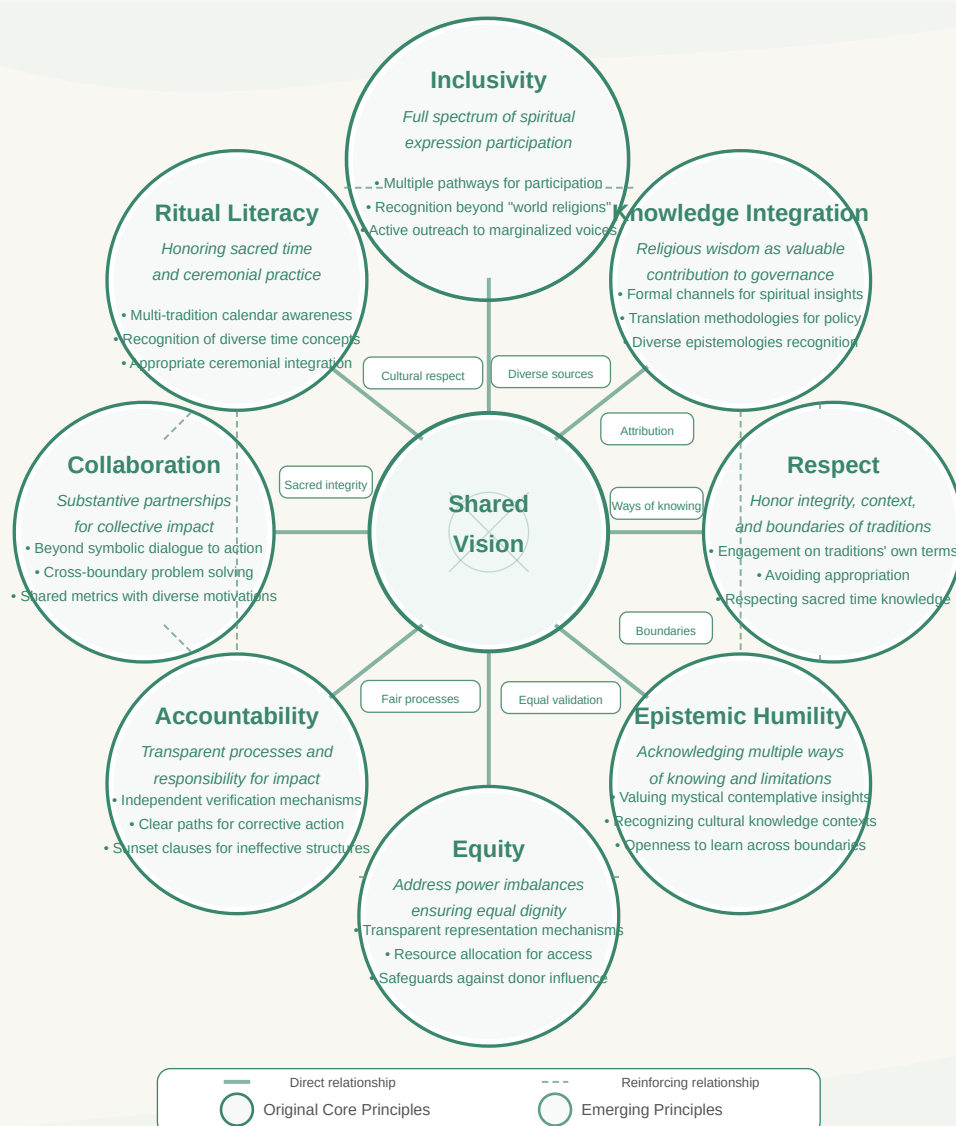 Inclusivity
Full spectrum of spiritual
expression participation
• Multiple pathways for participation
• Recognition beyond "world religions"
• Active outreach to marginalized voices
Ritual Literacy
Honoring sacred time
and ceremonial practice
• Multi-tradition calendar awareness
• Recognition of diverse time concepts
• Appropriate ceremonial integration
Knowledge Integration
Religious wisdom as valuable
contribution to governance
• Formal channels for spiritual insights
• Translation methodologies for policy
• Diverse epistemologies recognition
Cultural respect
Diverse sources
Attribution
Collaboration
Substantive partnerships
for collective impact
• Beyond symbolic dialogue to action
• Cross-boundary problem solving
• Shared metrics with diverse motivations
Sacred integrity
Shared
Vision
Ways of knowing
Respect
Honor integrity, context,
and boundaries of traditions
• Engagement on traditions' own terms
• Avoiding appropriation
• Respecting sacred time knowledge
Boundaries
Fair processes
Equal validation
Accountability
Transparent processes and
responsibility for impact
• Independent verification mechanisms
• Clear paths for corrective action
• Sunset clauses for ineffective structures
Epistemic Humility
Acknowledging multiple ways
of knowing and limitations
• Valuing mystical contemplative insights
• Recognizing cultural knowledge contexts
• Openness to learn across boundaries
Equity
Address power imbalances
ensuring equal dignity
• Transparent representation mechanisms
• Resource allocation for access
• Safeguards against donor influence
Direct relationship
Reinforcing relationship
Original Core Principles
Emerging Principles